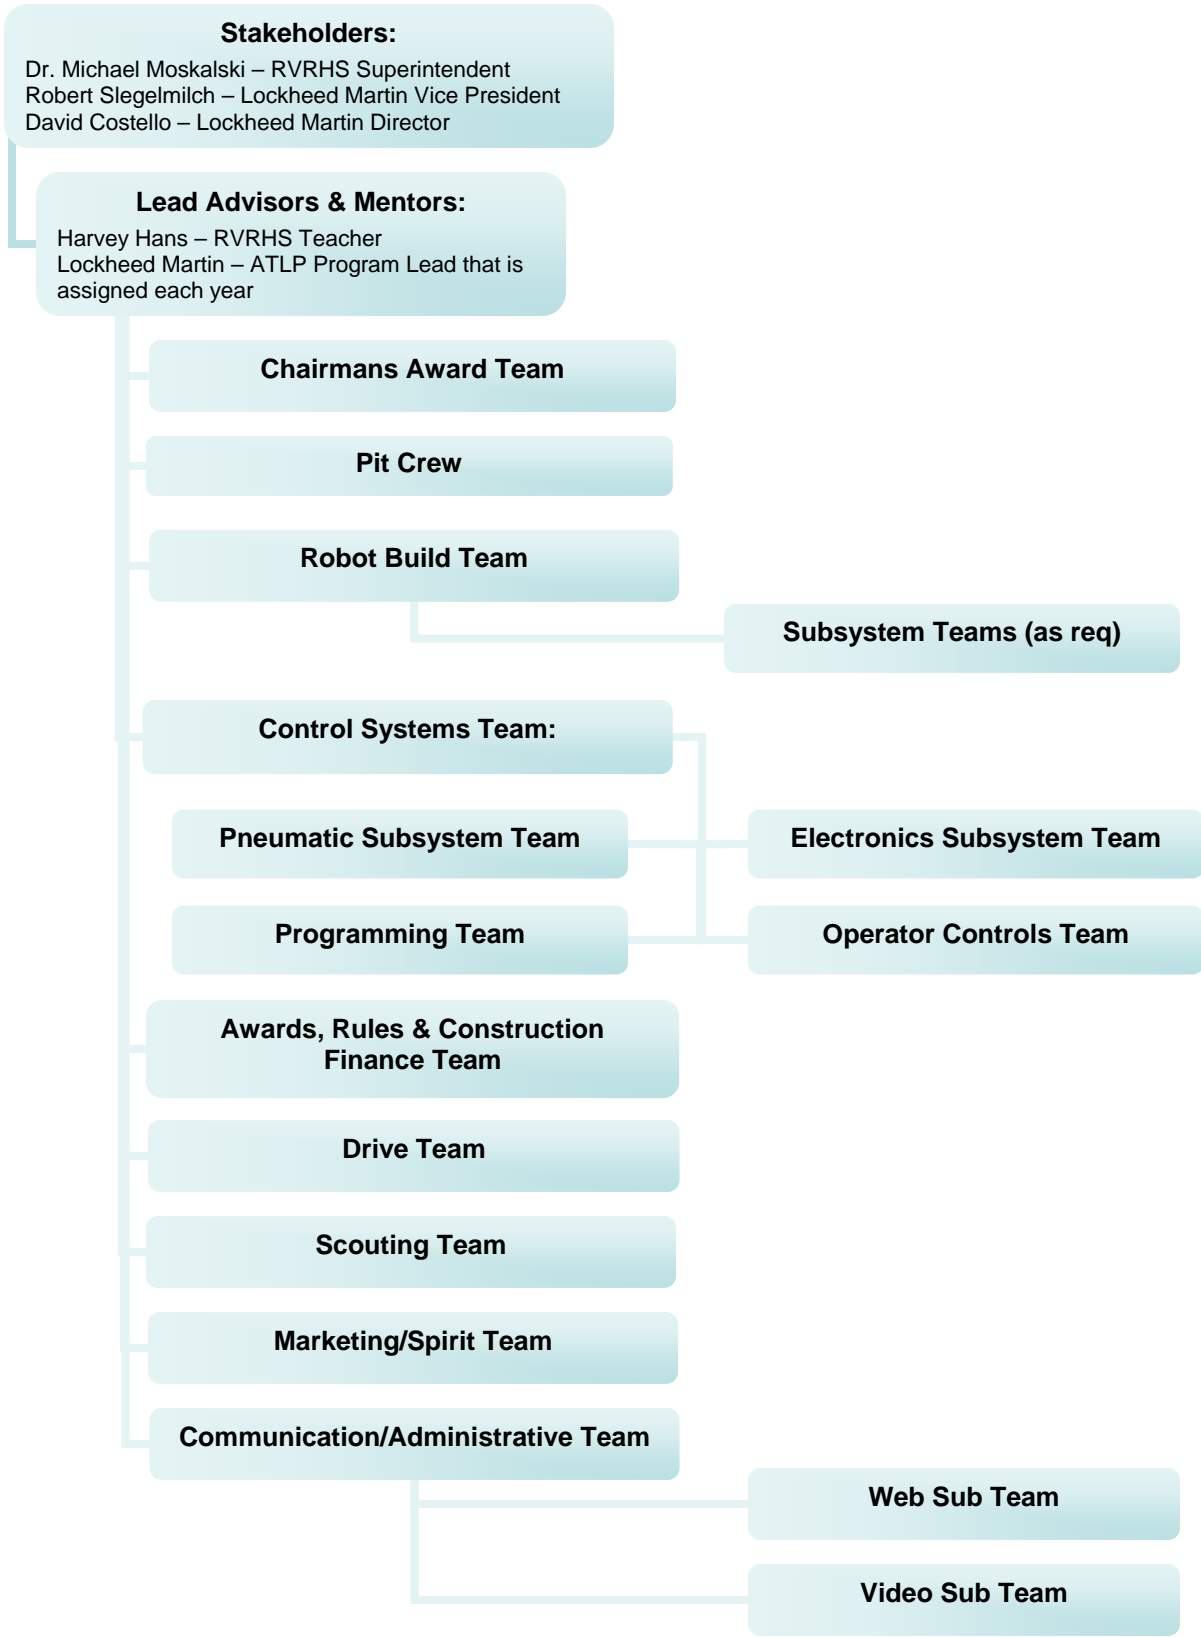 Stakeholders:
Dr. Michael Moskalski – RVRHS Superintendent
Robert Slegelmilch – Lockheed Martin Vice President
David Costello – Lockheed Martin Director
Lead Advisors & Mentors:
Harvey Hans – RVRHS Teacher
Lockheed Martin – ATLP Program Lead that is
assigned each year
Chairmans Award Team
Pit Crew
Robot Build Team
Subsystem Teams (as req)
Control Systems Team:
Pneumatic Subsystem Team
Electronics Subsystem Team
Programming Team
Operator Controls Team
Awards, Rules & Construction
Finance Team
Drive Team
Scouting Team
Marketing/Spirit Team
Communication/Administrative Team
Web Sub Team
Video Sub Team